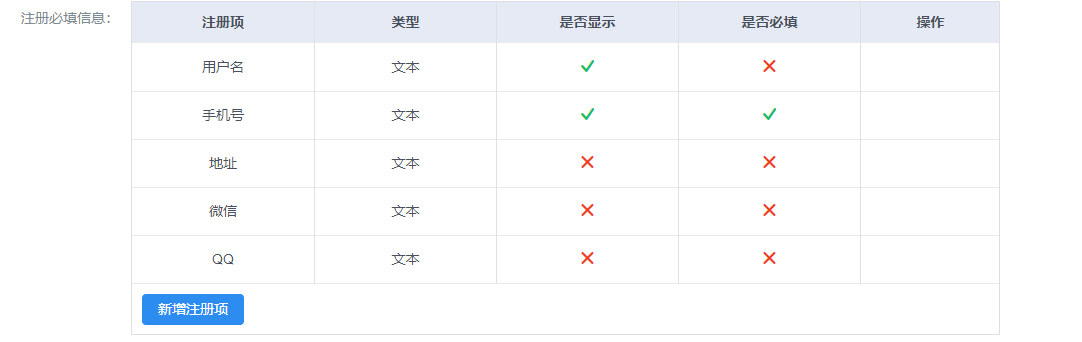 注册必填信息：
注册项 类型 是否显示 是否必填 操作
用户名 文本
手机号 文本
地址 文本
微信 文本
QQ 文本
新增注册项